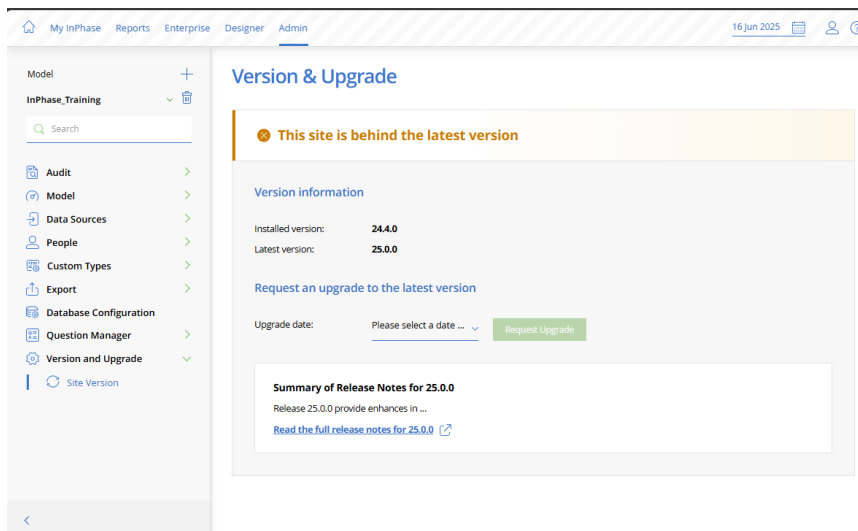 My InPhase Reports Enterprise Designer Admin 16 Jun 2025
Model
InPhase_Training
Search
Audit
Model
Data Sources
People
Custom Types
Export
Database Configuration
Question Manager
Version and Upgrade
Site Version
Version & Upgrade
This site is behind the latest version
Version information
Installed version: 24.4.0
Latest version: 25.0.0
Request an upgrade to the latest version
Upgrade date: Please select a date ... Request Upgrade
Summary of Release Notes for 25.0.0
Release 25.0.0 provide enhances in ...
Read the full release notes for 25.0.0